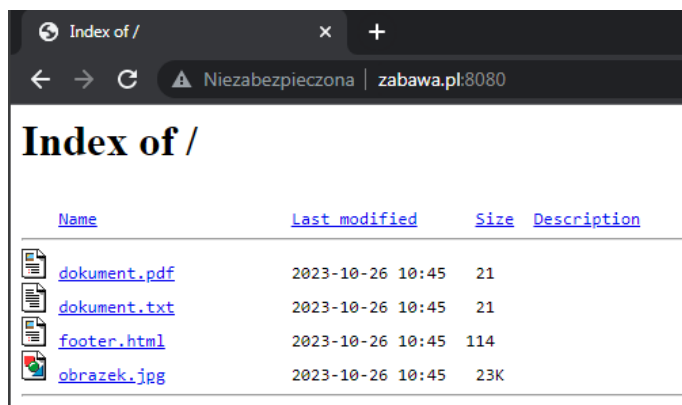 Index of /
Niezabezpieczona | zabawa.pl:8080
Index of /
Name Last modified Size Description
dokument.pdf 2023-10-26 10:45 21
dokument.txt 2023-10-26 10:45 21
footer.html 2023-10-26 10:45 114
obrazek.jpg 2023-10-26 10:45 23K